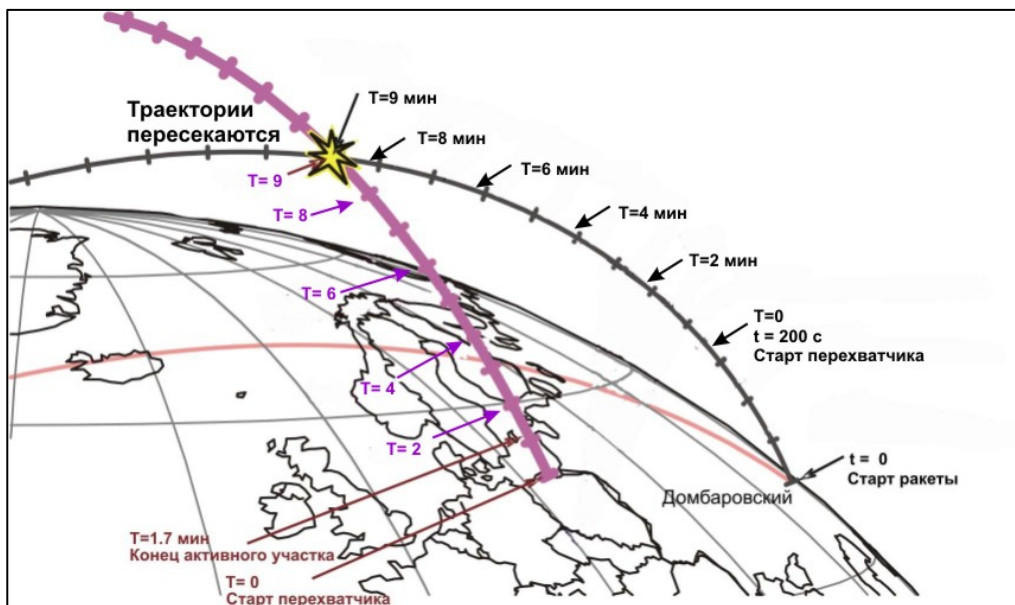 T=9 мин
Траектории
пересекаются
T=8 мин
T=6 мин
T= 9
T= 8
T=4 мин
T=2 мин
T= 6
T=0
t = 200 с
Старт перехватчика
T= 4
T= 2
t = 0
Старт ракеты
Домбаровский
T=1.7 мин
Конец активного участка
T= 0
Старт перехватчика